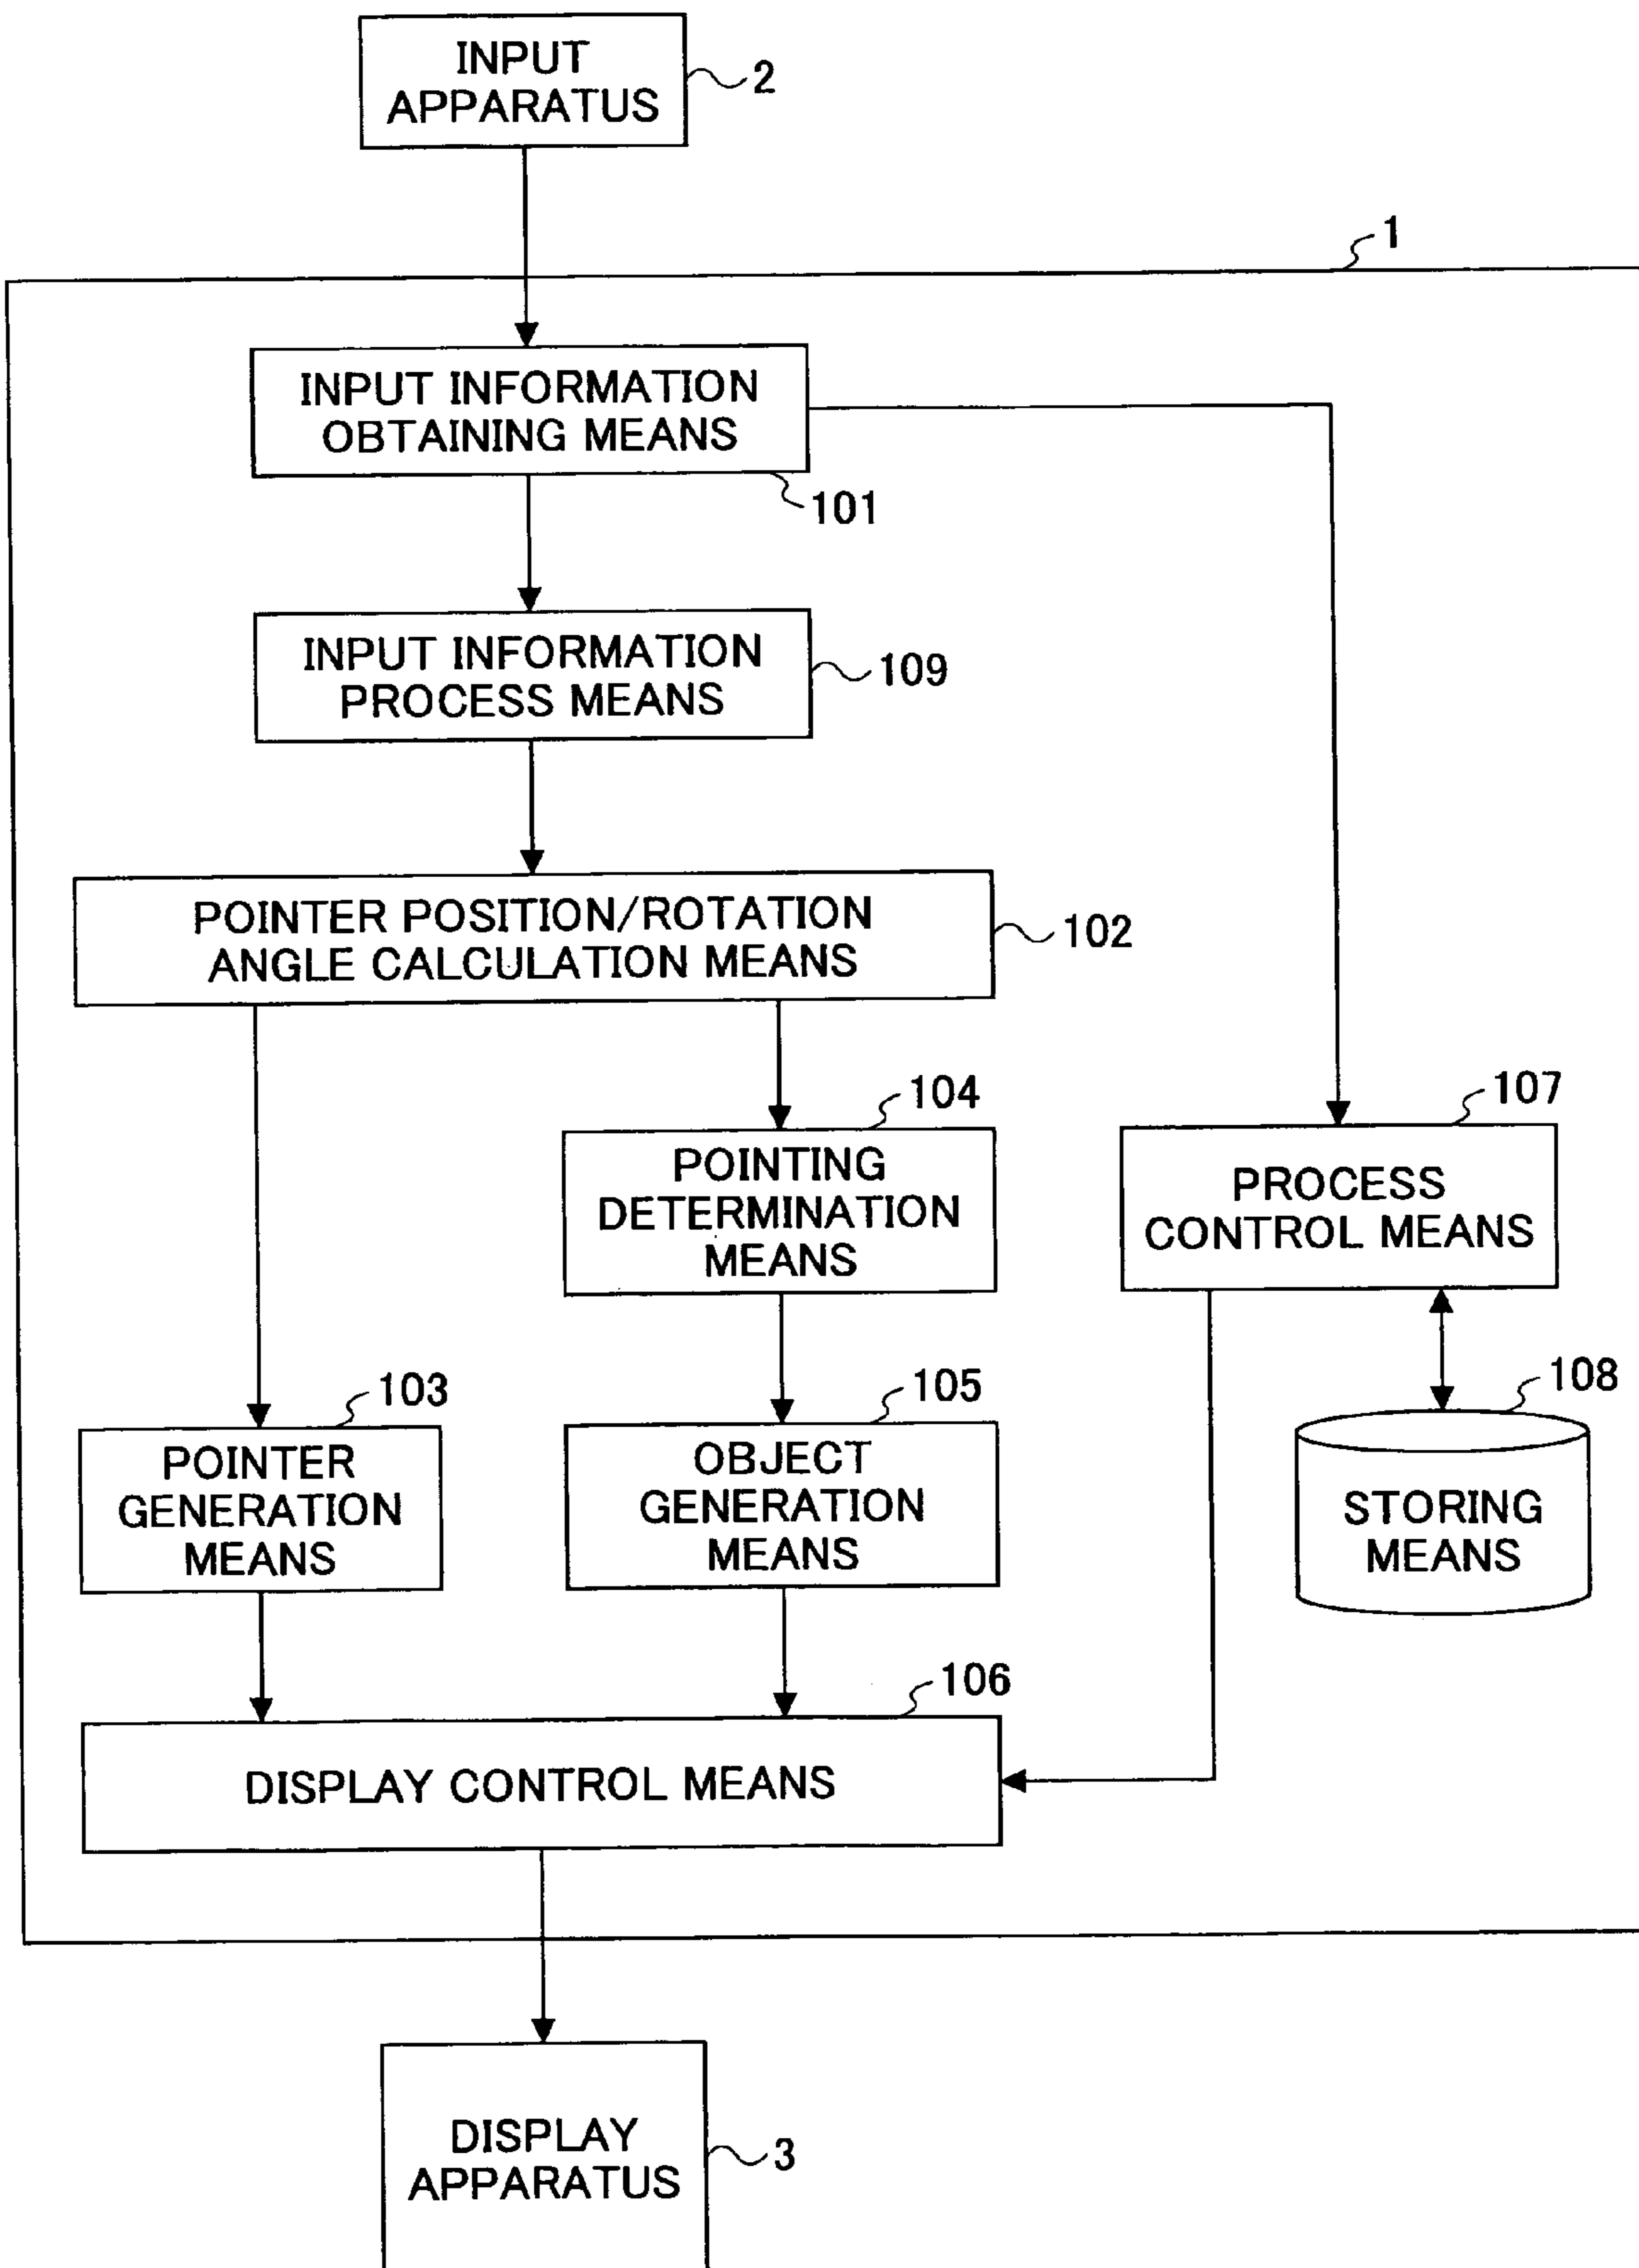 INPUT
APPARATUS
2
1
INPUT INFORMATION
OBTAINING MEANS
101
INPUT INFORMATION
PROCESS MEANS
109
POINTER POSITION/ROTATION
ANGLE CALCULATION MEANS
102
104
POINTING
DETERMINATION
MEANS
107
PROCESS
CONTROL MEANS
103
POINTER
GENERATION
MEANS
105
OBJECT
GENERATION
MEANS
108
STORING
MEANS
106
DISPLAY CONTROL MEANS
DISPLAY
APPARATUS
3